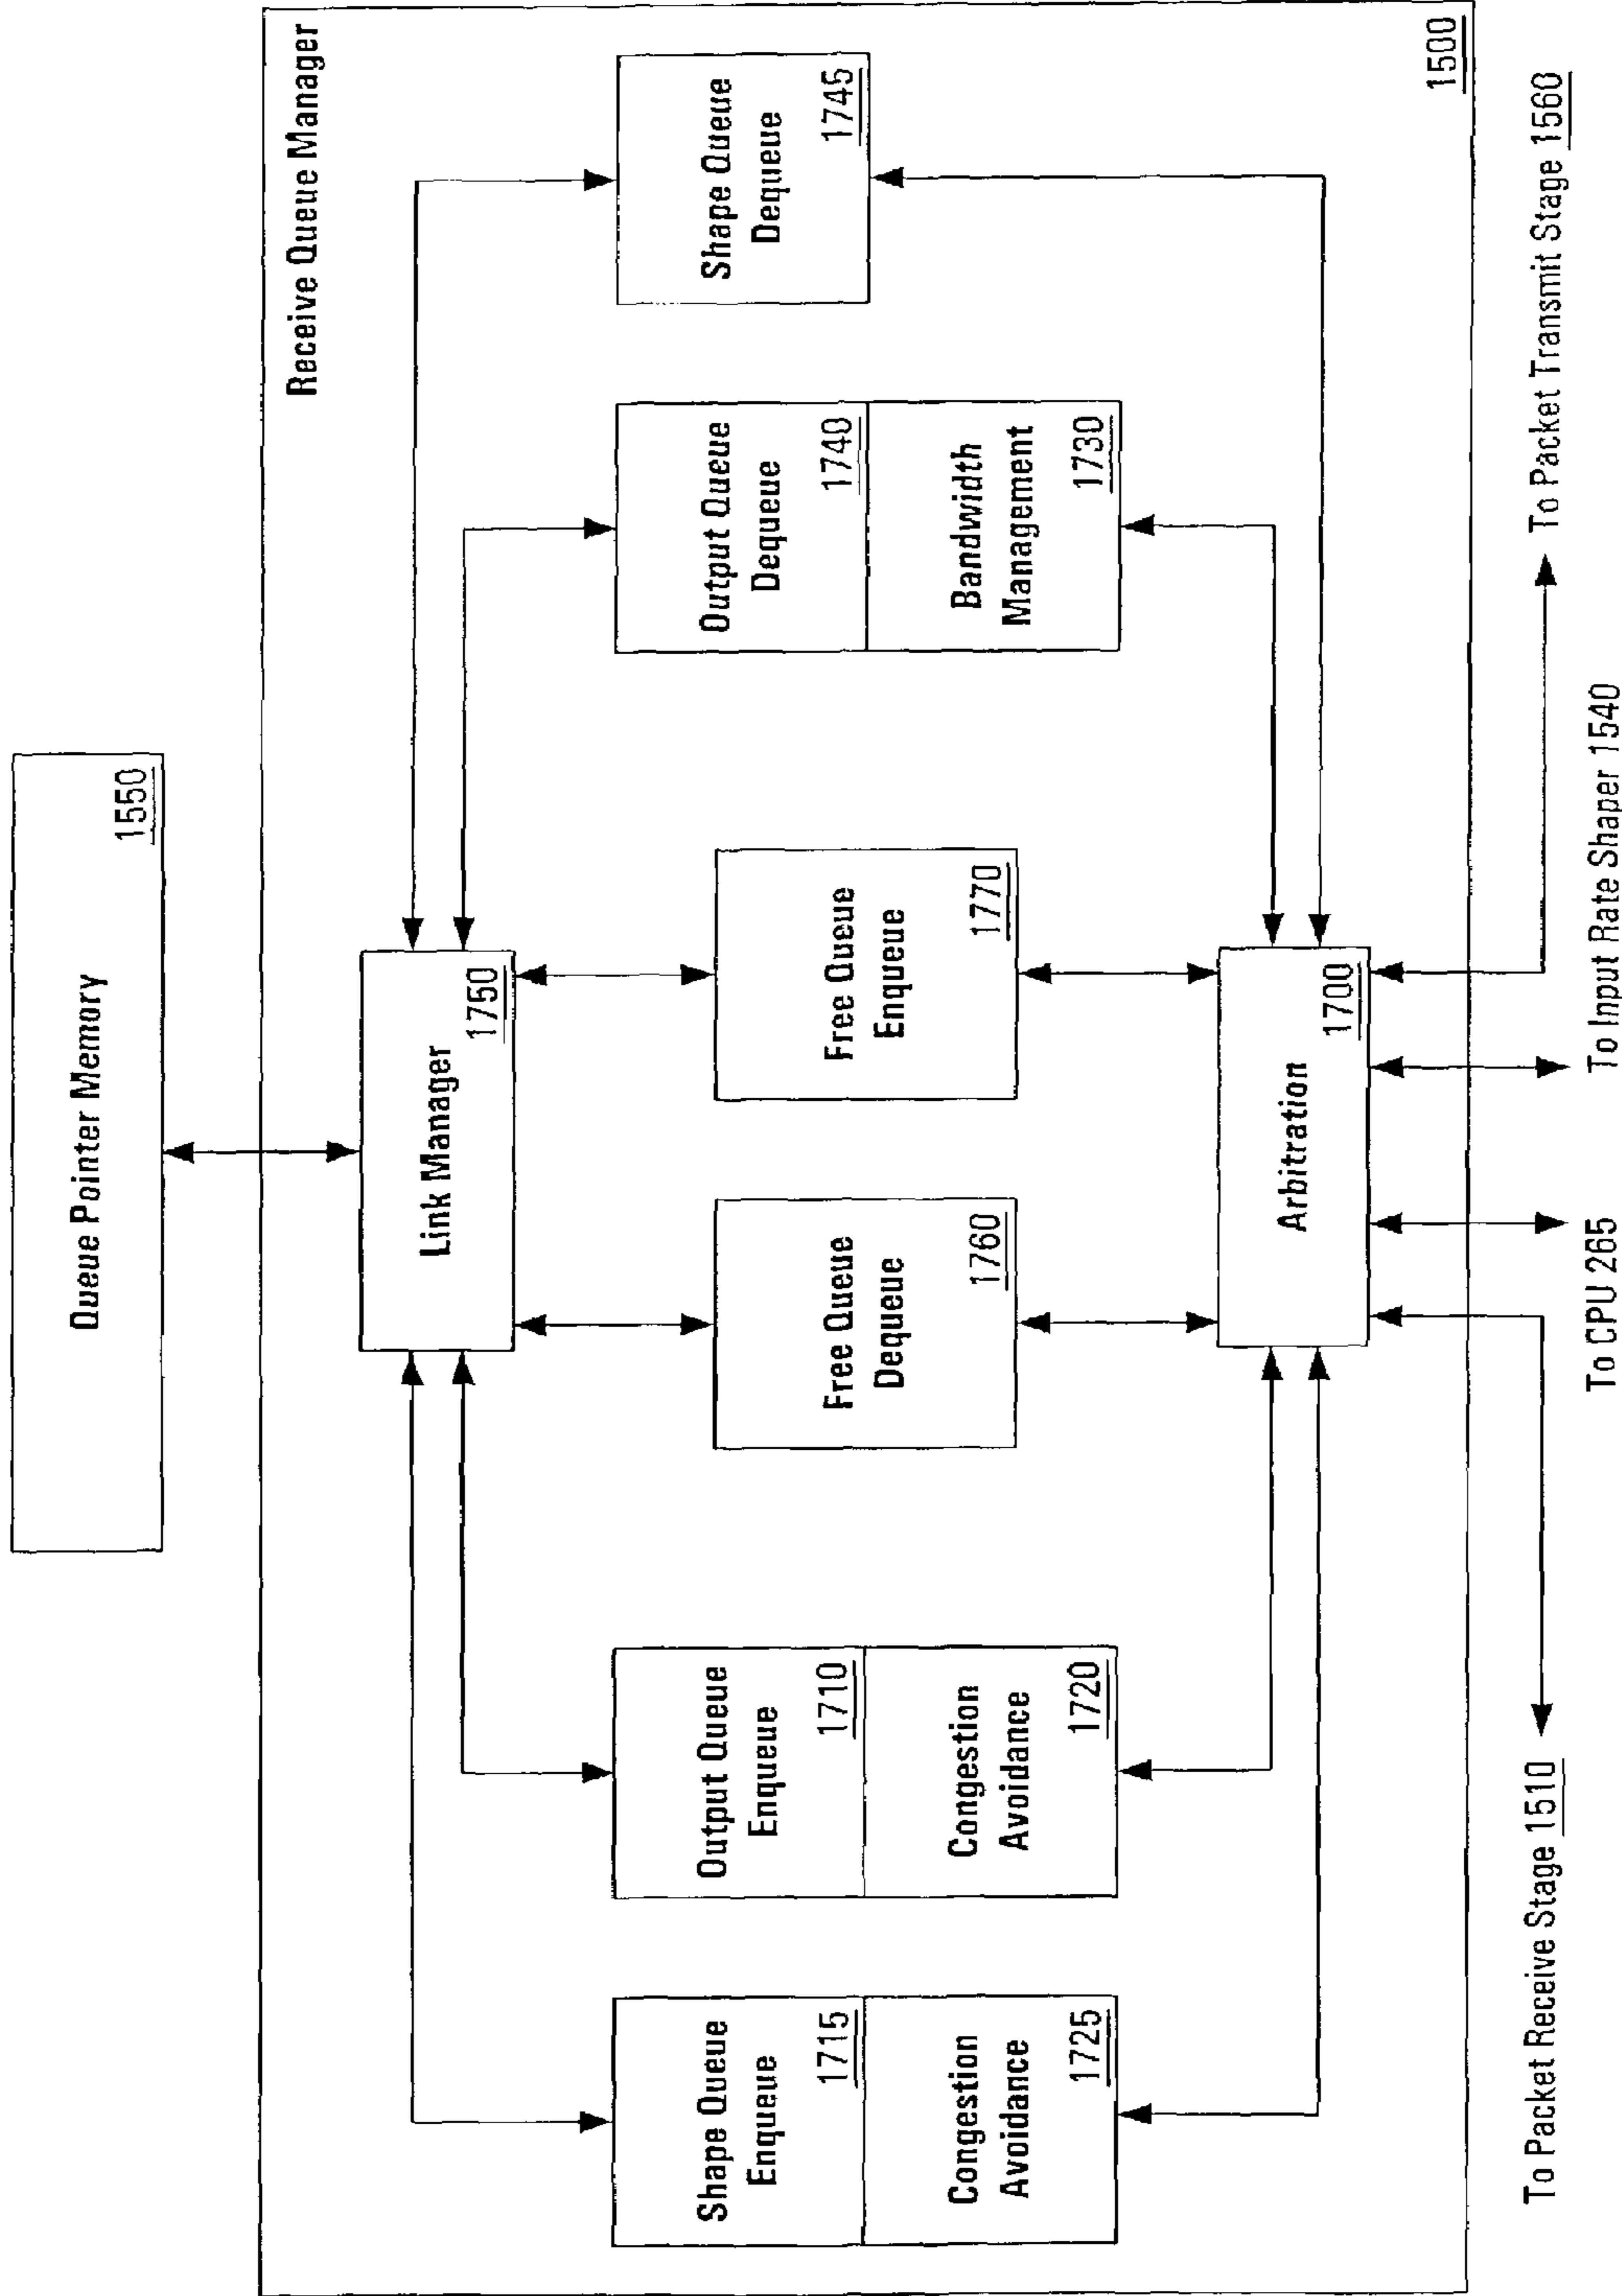 Queue Pointer Memory
1550
Receive Queue Manager
Link Manager
1750
Shape Queue
Enqueue
1715
Congestion
Avoidance
1725
Output Queue
Enqueue
1710
Congestion
Avoidance
1720
Free Queue
Dequeue
1760
Free Queue
Enqueue
1770
Output Queue
Dequeue
1740
Bandwidth
Management
1730
Shape Queue
Dequeue
1745
Arbitration
1700
1500
To Packet Receive Stage 1510
To CPU 265
To Input Rate Shaper 1540
To Packet Transmit Stage 1560